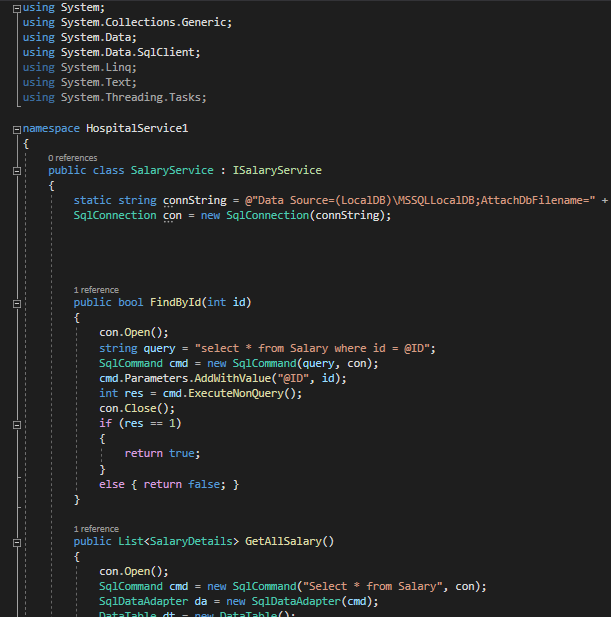 using System;
using System.Collections.Generic;
using System.Data;
using System.Data.SqlClient;
using System.Linq;
using System.Text;
using System.Threading.Tasks;
namespace HospitalService1
{
0 references
public class SalaryService : ISalaryService
{
static string connString = @"Data Source=(LocalDB)\MSSQLLocalDB;AttachDbFilename=" +
SqlConnection con = new SqlConnection(connString);
1 reference
public bool FindById(int id)
{
con.Open();
string query = "select * from Salary where id = @ID";
SqlCommand cmd = new SqlCommand(query, con);
cmd.Parameters.AddWithValue("@ID", id);
int res = cmd.ExecuteNonQuery();
con.Close();
if (res == 1)
{
return true;
}
else { return false; }
}
1 reference
public List<SalaryDetails> GetAllSalary()
{
con.Open();
SqlCommand cmd = new SqlCommand("Select * from Salary", con);
SqlDataAdapter da = new SqlDataAdapter(cmd);
DataTable dt = new DataTable();